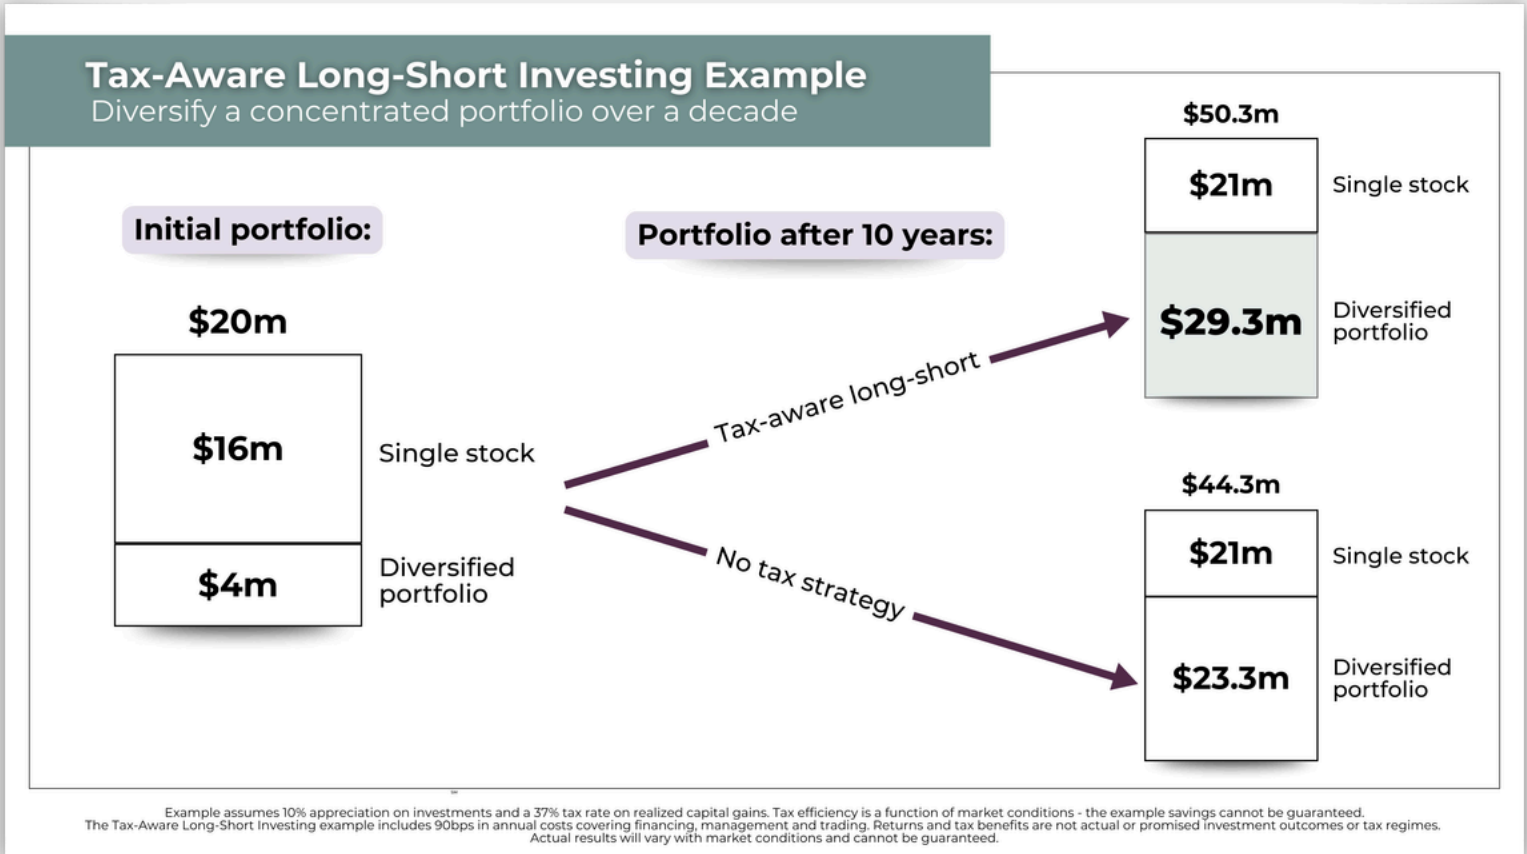 Tax-Aware Long-Short Investing Example
Diversify a concentrated portfolio over a decade
Initial portfolio:
$20m
$16m
Single stock
$4m
Diversified
portfolio
Portfolio after 10 years:
Tax-aware long-short
$50.3m
$21m
Single stock
$29.3m
Diversified
portfolio
No tax strategy
$44.3m
$21m
Single stock
$23.3m
Diversified
portfolio
Example assumes 10% appreciation on investments and a 37% tax rate on realized capital gains. Tax efficiency is a function of market conditions - the example savings cannot be guaranteed.
The Tax-Aware Long-Short Investing example includes 90bps in annual costs covering financing, management and trading. Returns and tax benefits are not actual or promised investment outcomes or tax regimes.
Actual results will vary with market conditions and cannot be guaranteed.